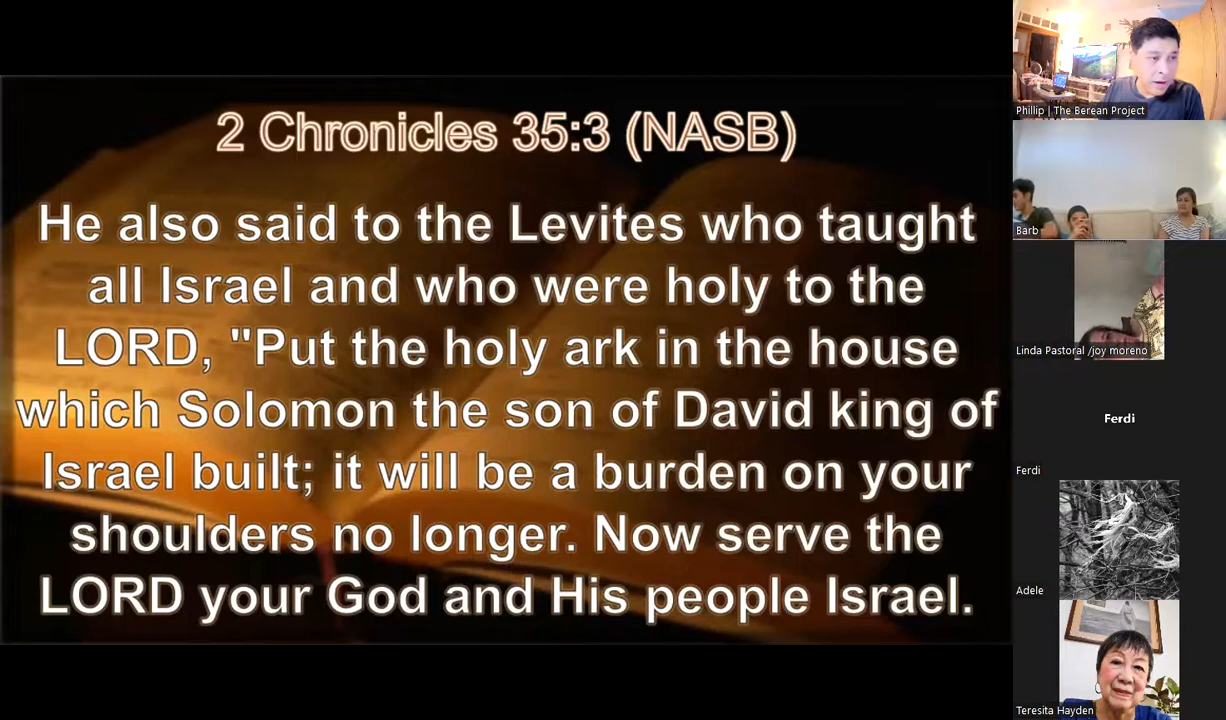 2 Chronicles 35:3 (NASB)
He also said to the Levites who taught
all Israel and who were holy to the
LORD, "Put the holy ark in the house
which Solomon the son of David king of
Israel built; it will be a burden on your
shoulders no longer. Now serve the
LORD your God and His people Israel.
Phillip | The Berean Project
Barb
Linda Pastoral /joy moreno
Ferdi
Ferdi
Adele
Teresita Hayden